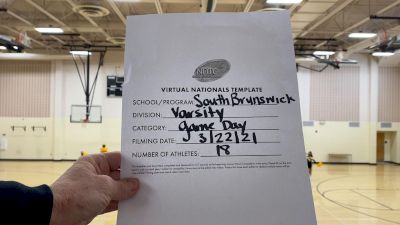 NDTC
VIRTUAL NATIONALS TEMPLATE
SCHOOL/PROGRAM: South Brunswick
DIVISION: Varsity
CATEGORY: Game Day
FILMING DATE: 3/22/21
NUMBER OF ATHLETES: 18